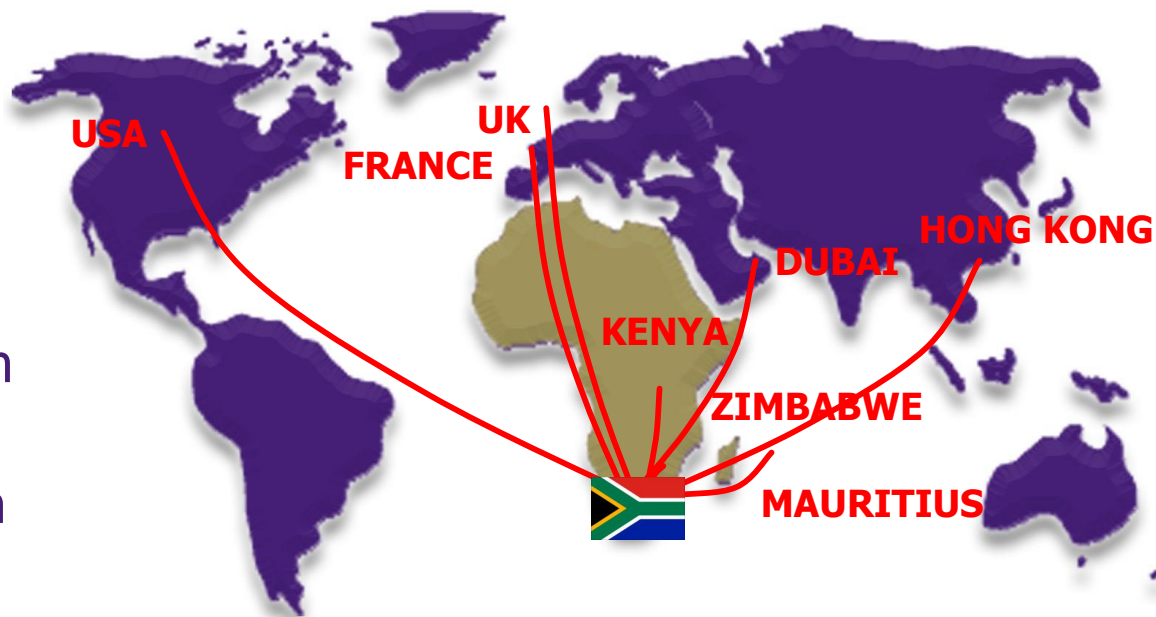 USA
UK
FRANCE
HONG KONG
DUBAI
KENYA
ZIMBABWE
MAURITIUS